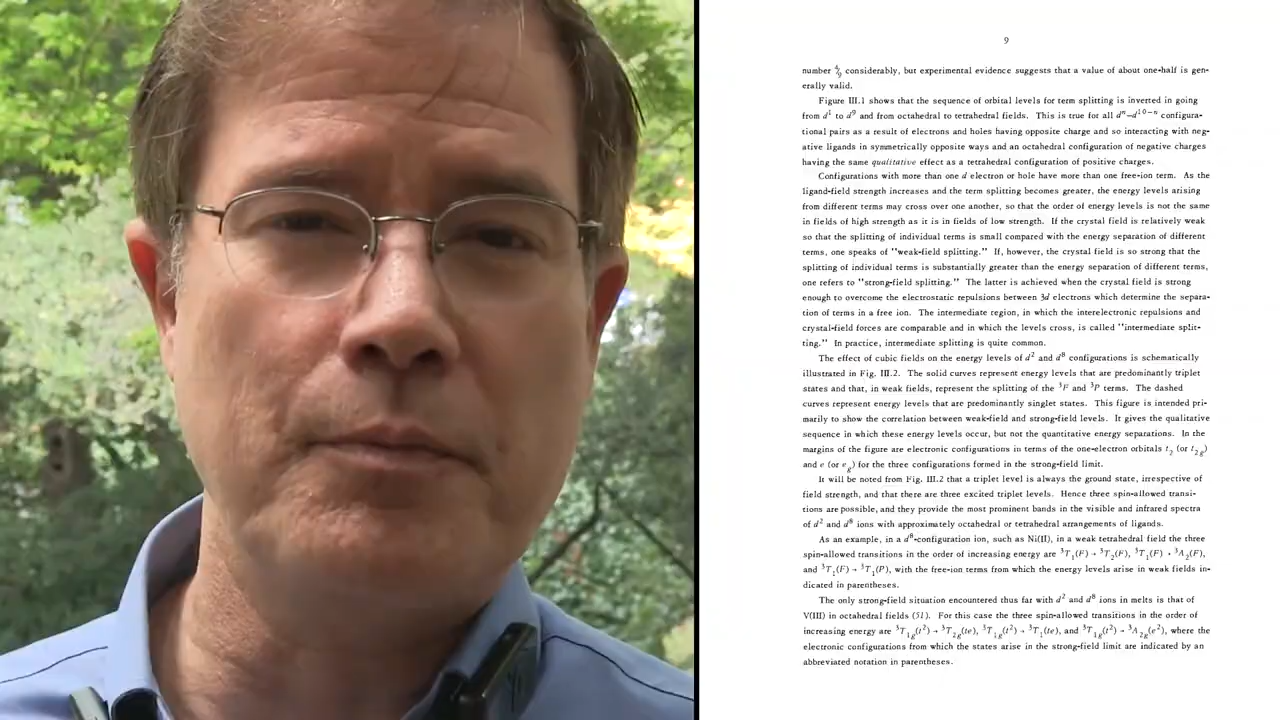 9
number 4/9 considerably, but experimental evidence suggests that a value of about one-half is gen-
erally valid.
Figure III.1 shows that the sequence of orbital levels for term splitting is inverted in going
from d¹ to d⁹ and from octahedral to tetrahedral fields. This is true for all dⁿ–d¹⁰⁻ⁿ configura-
tional pairs as a result of electrons and holes having opposite charge and so interacting with neg-
ative ligands in symmetrically opposite ways and an octahedral configuration of negative charges
having the same qualitative effect as a tetrahedral configuration of positive charges.
Configurations with more than one d electron or hole have more than one free-ion term. As the
ligand-field strength increases and the term splitting becomes greater, the energy levels arising
from different terms may cross over one another, so that the order of energy levels is not the same
in fields of high strength as it is in fields of low strength. If the crystal field is relatively weak
so that the splitting of individual terms is small compared with the energy separation of different
terms, one speaks of "weak-field splitting." If, however, the crystal field is so strong that the
splitting of individual terms is substantially greater than the energy separation of different terms,
one refers to "strong-field splitting." The latter is achieved when the crystal field is strong
enough to overcome the electrostatic repulsions between 3d electrons which determine the separa-
tion of terms in a free ion. The intermediate region, in which the interelectronic repulsions and
crystal-field forces are comparable and in which the levels cross, is called "intermediate split-
ting." In practice, intermediate splitting is quite common.
The effect of cubic fields on the energy levels of d² and d⁸ configurations is schematically
illustrated in Fig. III.2. The solid curves represent energy levels that are predominantly triplet
states and that, in weak fields, represent the splitting of the ³F and ³P terms. The dashed
curves represent energy levels that are predominantly singlet states. This figure is intended pri-
marily to show the correlation between weak-field and strong-field levels. It gives the qualitative
sequence in which these energy levels occur, but not the quantitative energy separations. In the
margins of the figure are electronic configurations in terms of the one-electron orbitals t₂ (or t₂g)
and e (or e_g) for the three configurations formed in the strong-field limit.
It will be noted from Fig. III.2 that a triplet level is always the ground state, irrespective of
field strength, and that there are three excited triplet levels. Hence three spin-allowed transi-
tions are possible, and they provide the most prominent bands in the visible and infrared spectra
of d² and d⁸ ions with approximately octahedral or tetrahedral arrangements of ligands.
As an example, in a d⁸-configuration ion, such as Ni(II), in a weak tetrahedral field the three
spin-allowed transitions in the order of increasing energy are ³T₁(F) → ³T₂(F), ³T₁(F) → ³A₂(F),
and ³T₁(F) → ³T₁(P), with the free-ion terms from which the energy levels arise in weak fields in-
dicated in parentheses.
The only strong-field situation encountered thus far with d² and d⁸ ions in melts is that of
V(III) in octahedral fields (51). For this case the three spin-allowed transitions in the order of
increasing energy are ³T₁g(t²) → ³T₂g(te), ³T₁g(t²) → ³T₁(te), and ³T₁g(t²) → ³A₂g(e²), where the
electronic configurations from which the states arise in the strong-field limit are indicated by an
abbreviated notation in parentheses.